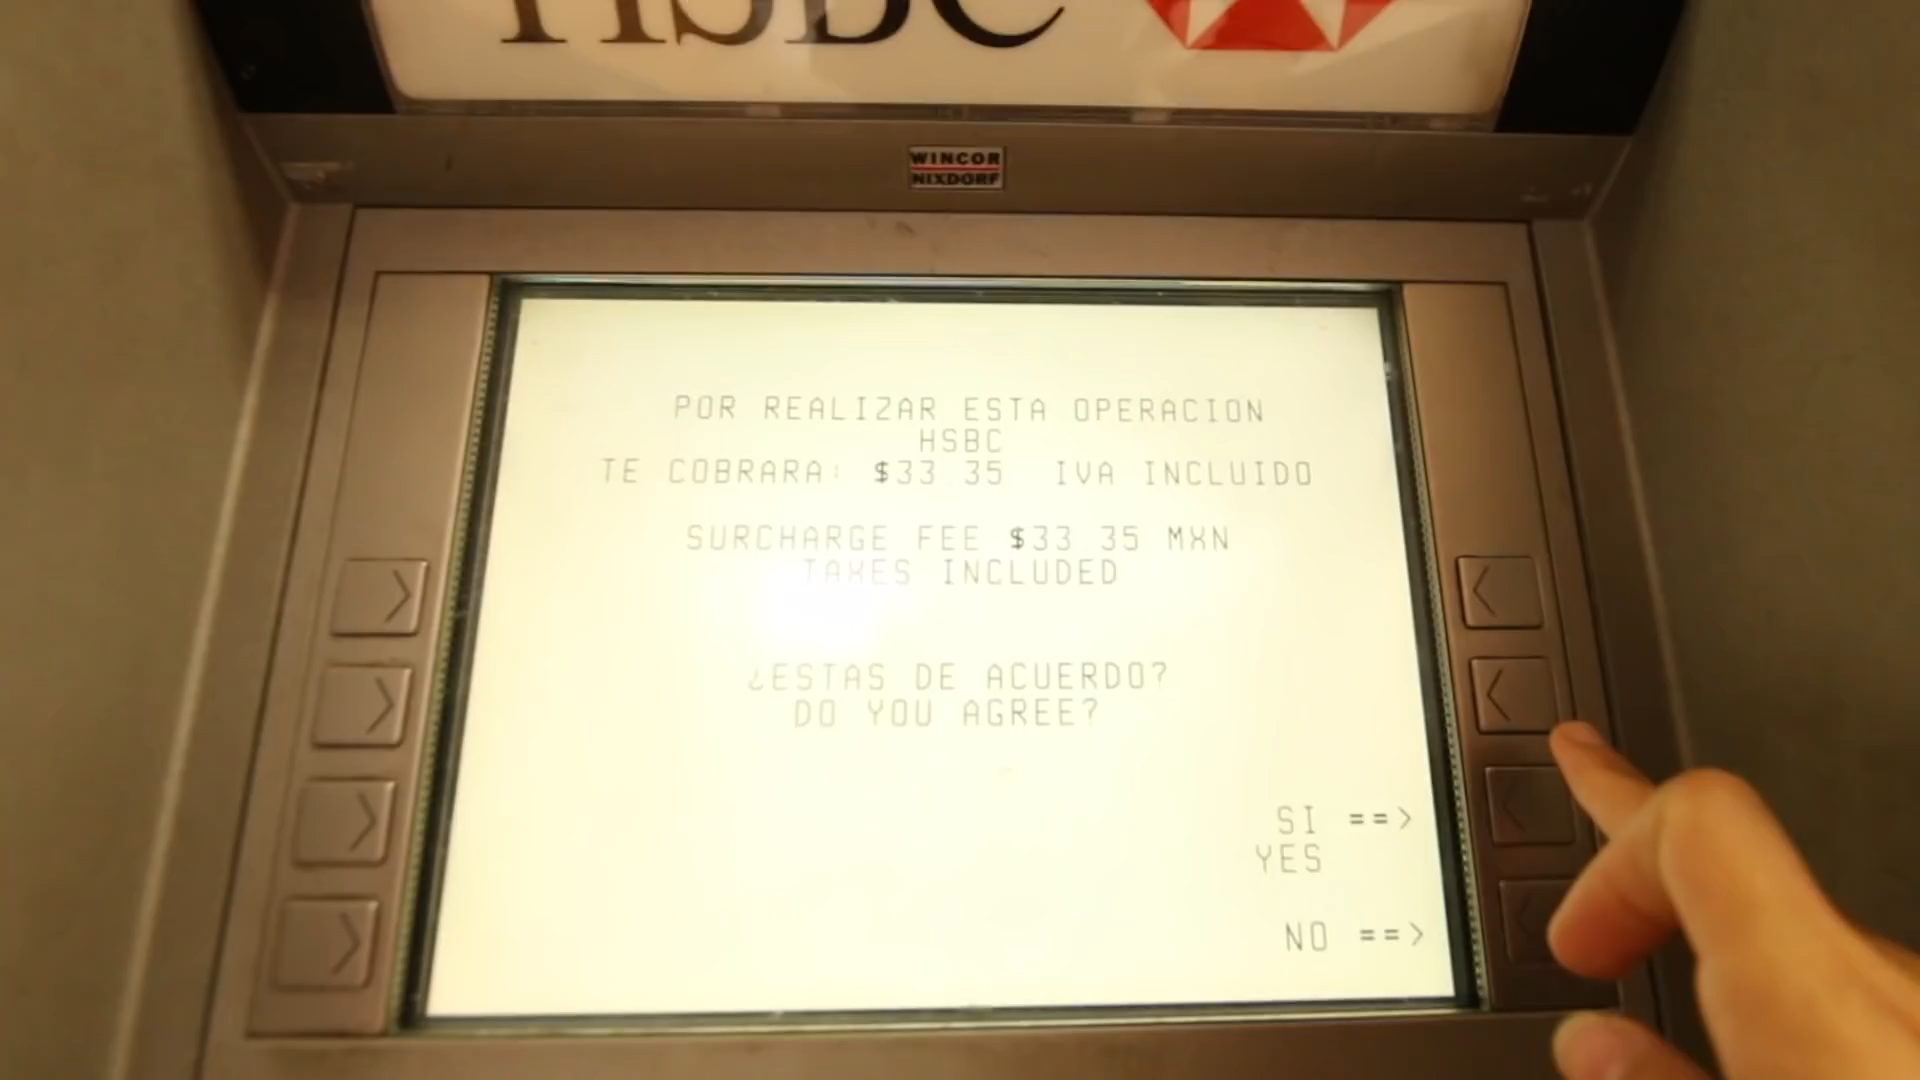 HSBC
WINCOR
NIXDORF
POR REALIZAR ESTA OPERACION
HSBC
TE COBRARA: $33 35 IVA INCLUIDO
SURCHARGE FEE $33 35 MXN
TAXES INCLUDED
¿ESTAS DE ACUERDO?
DO YOU AGREE?
SI ==>
YES
NO ==>